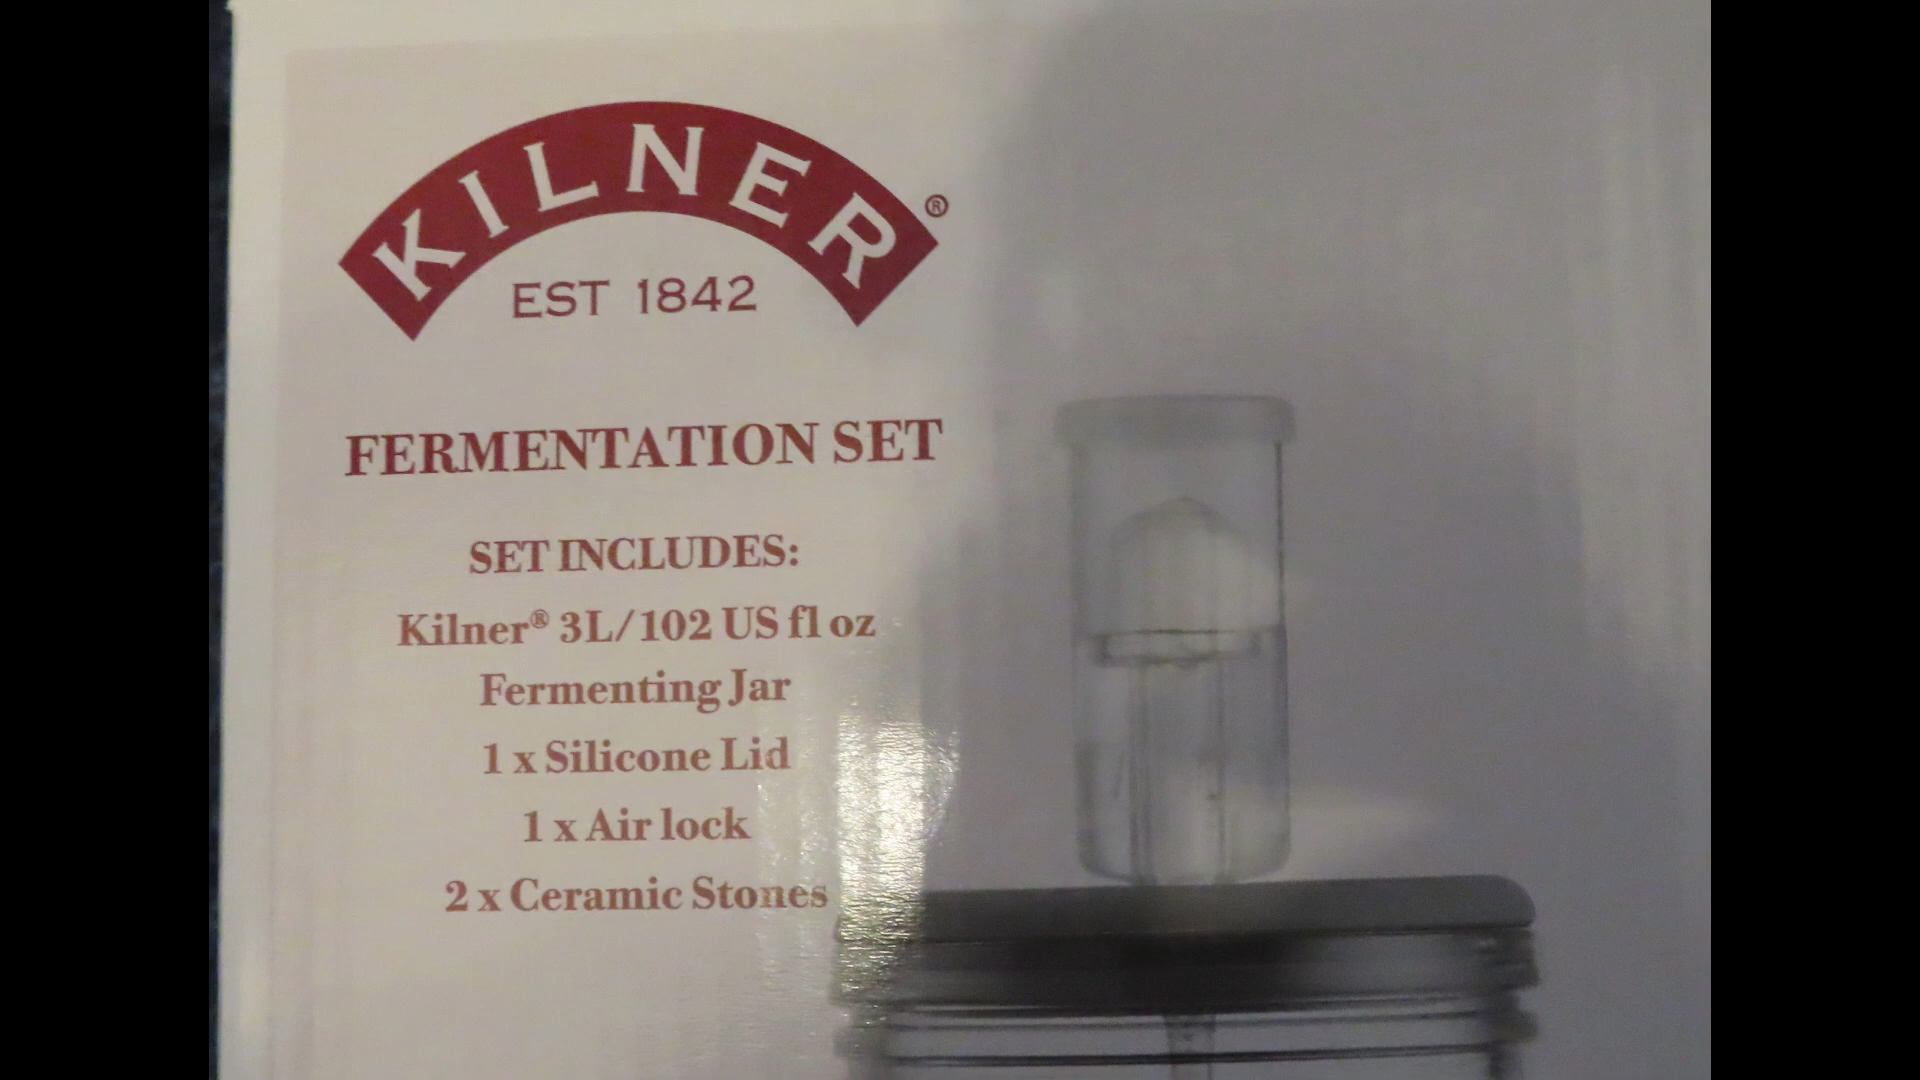 KILNER®
EST 1842
FERMENTATION SET
SET INCLUDES:
Kilner® 3L/102 US fl oz
Fermenting Jar
1 x Silicone Lid
1 x Air lock
2 x Ceramic Stones